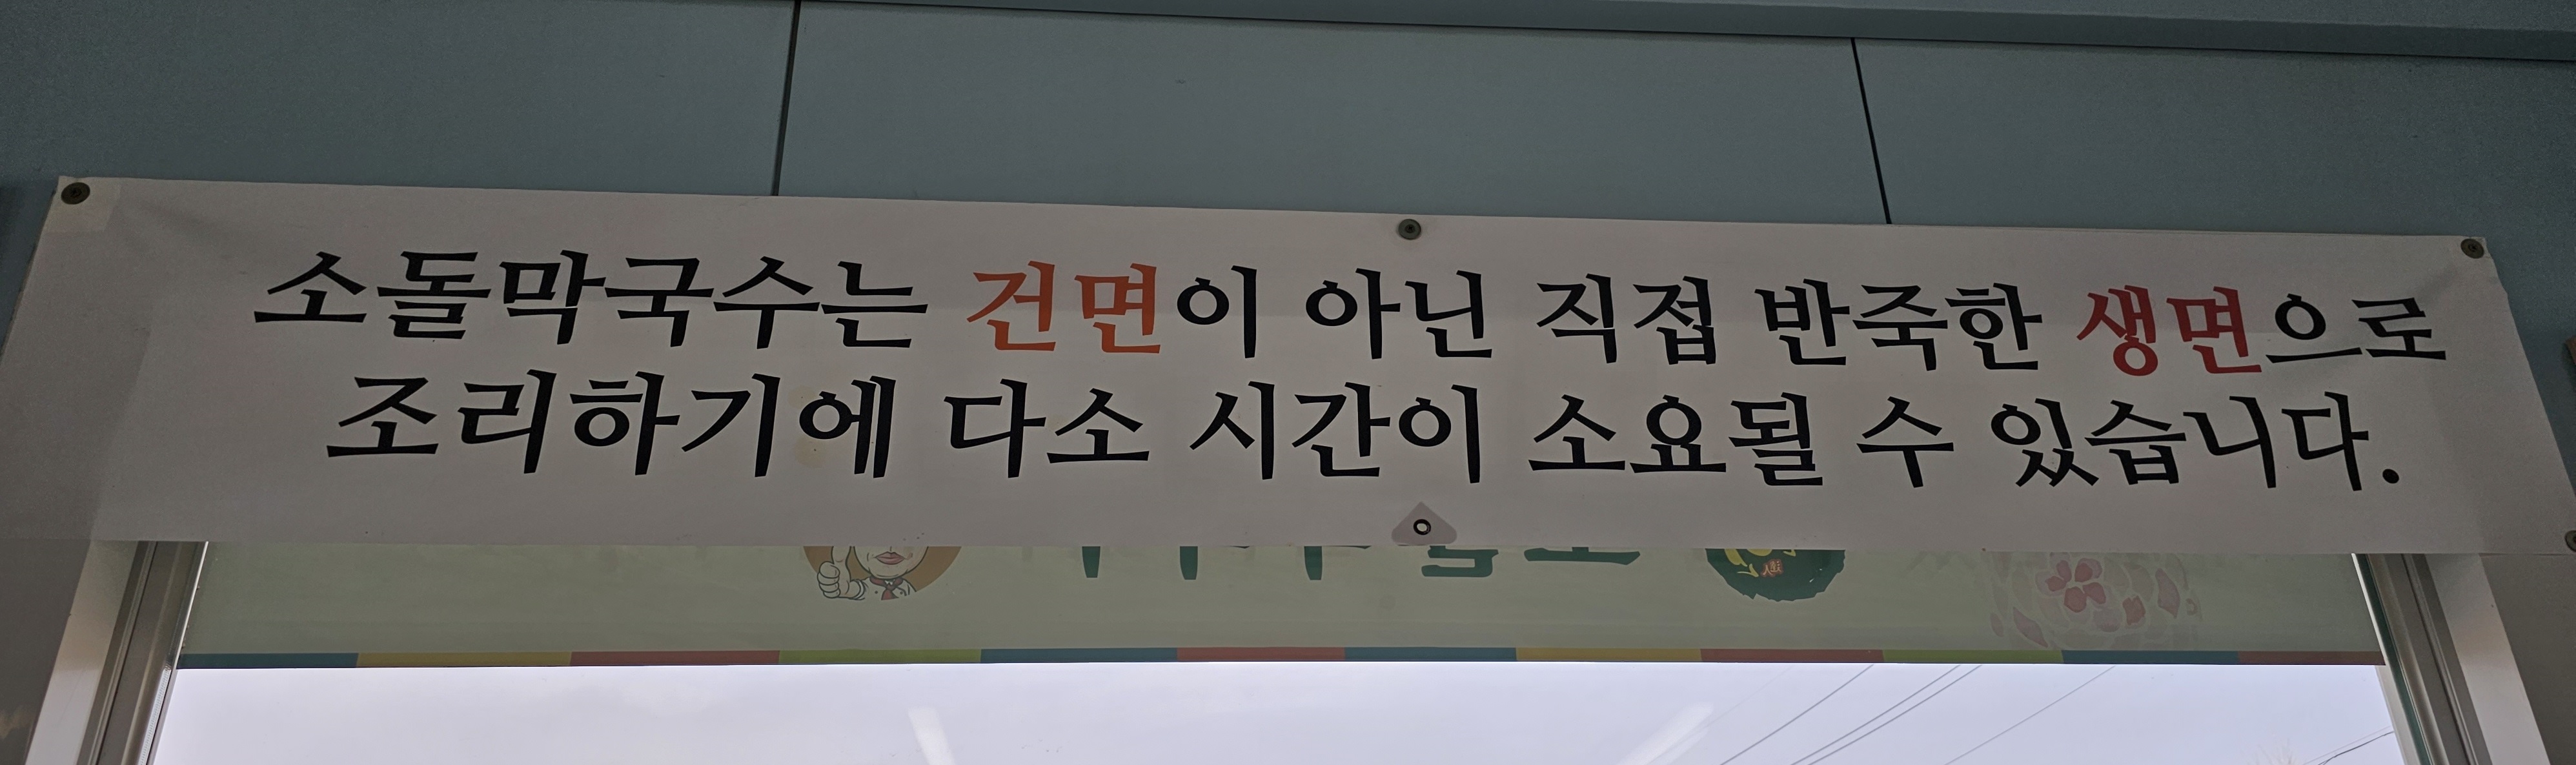 소돌막국수는 건면이 아닌 직접 반죽한 생면으로
조리하기에 다소 시간이 소요될 수 있습니다.